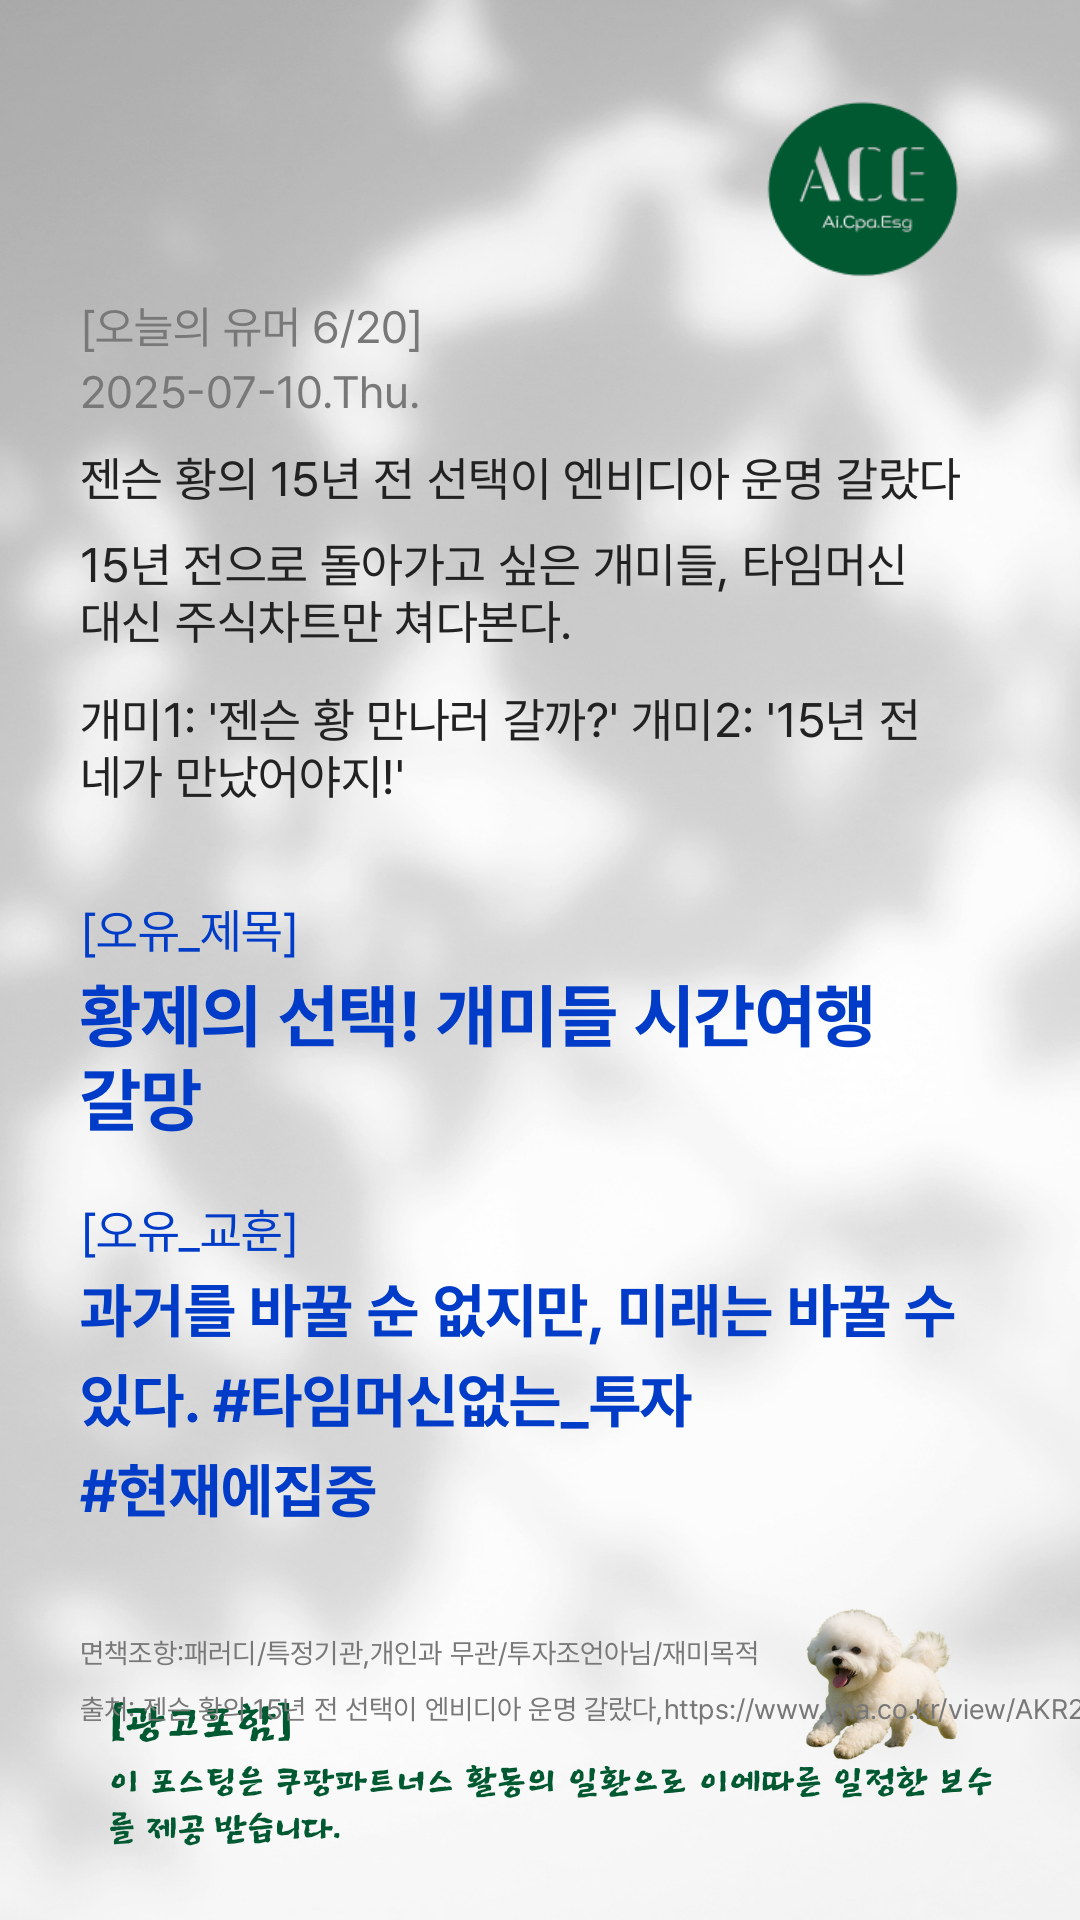 ACE
Ai.Cpa.Esg
[오늘의 유머 6/20]
2025-07-10.Thu.
젠슨 황의 15년 전 선택이 엔비디아 운명 갈랐다
15년 전으로 돌아가고 싶은 개미들, 타임머신
대신 주식차트만 쳐다본다.
개미1: '젠슨 황 만나러 갈까?' 개미2: '15년 전
네가 만났어야지!'
[오유_제목]
황제의 선택! 개미들 시간여행
갈망
[오유_교훈]
과거를 바꿀 순 없지만, 미래는 바꿀 수
있다. #타임머신없는_투자
#현재에집중
면책조항:패러디/특정기관,개인과 무관/투자조언아님/재미목적
출처: 젠슨 황의 15년 전 선택이 엔비디아 운명 갈랐다,https://www.yna.co.kr/view/AKR2
[광고포함]
이 포스팅은 쿠팡파트너스 활동의 일환으로 이에따른 일정한 보수
를 제공 받습니다.